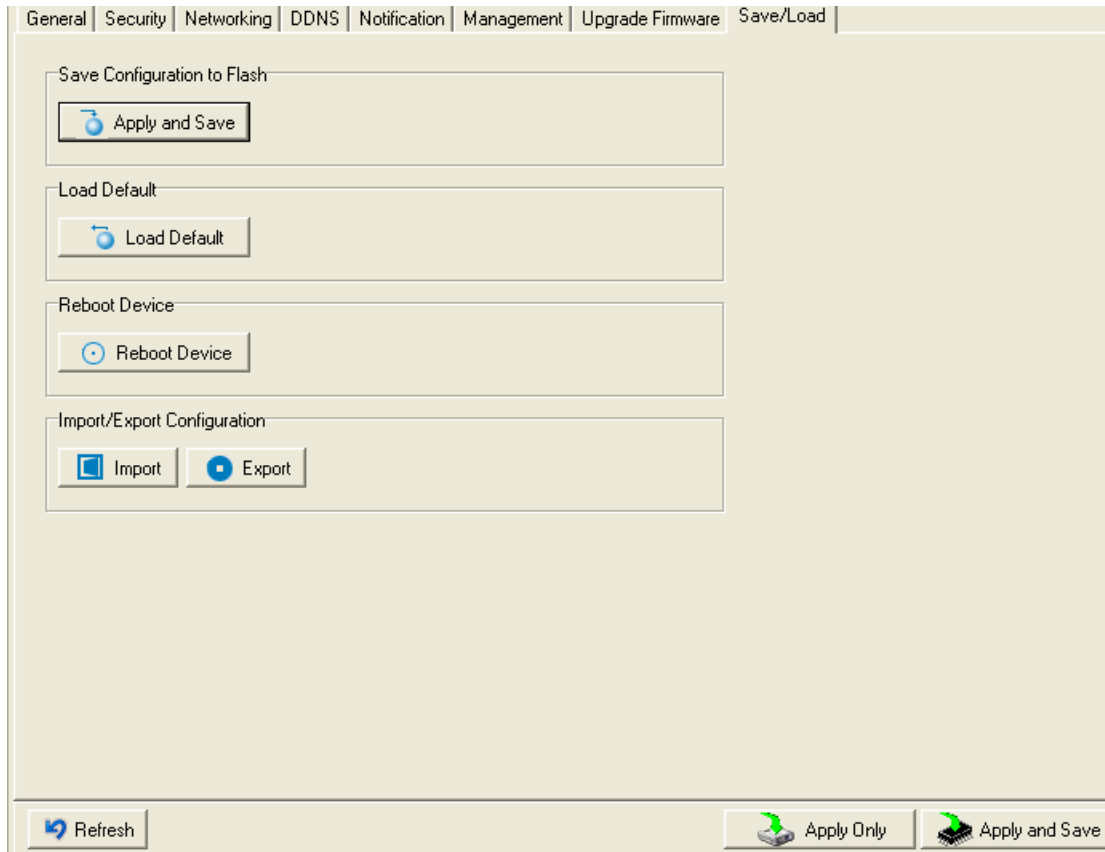 General Security Networking DDNS Notification Management Upgrade Firmware Save/Load
Save Configuration to Flash
Apply and Save
Load Default
Load Default
Reboot Device
Reboot Device
Import/Export Configuration
Import Export
Refresh Apply Only Apply and Save